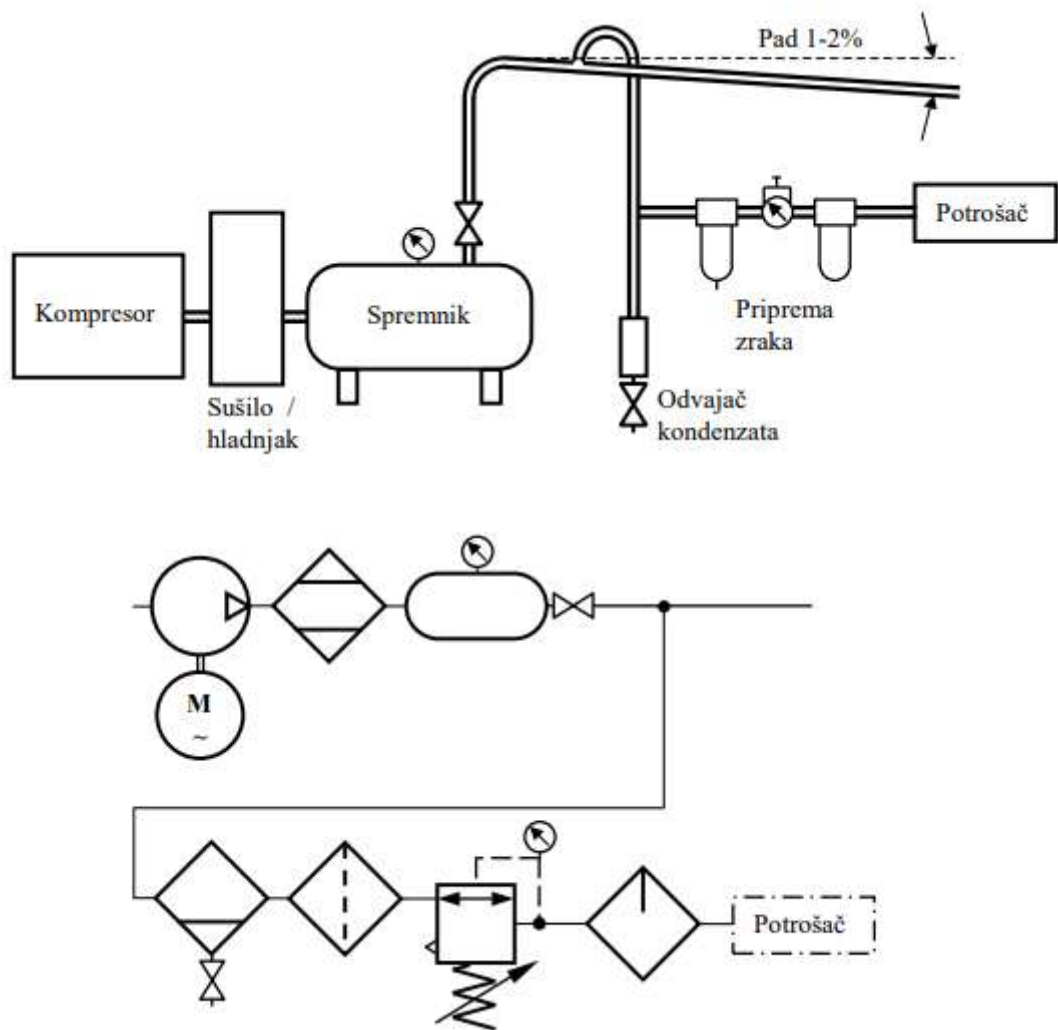 Pad 1-2%
Potrošač
Kompresor
Spremnik
Priprema
zraka
Sušilo /
hladnjak
Odvajač
kondenzata
M
~
Potrošač